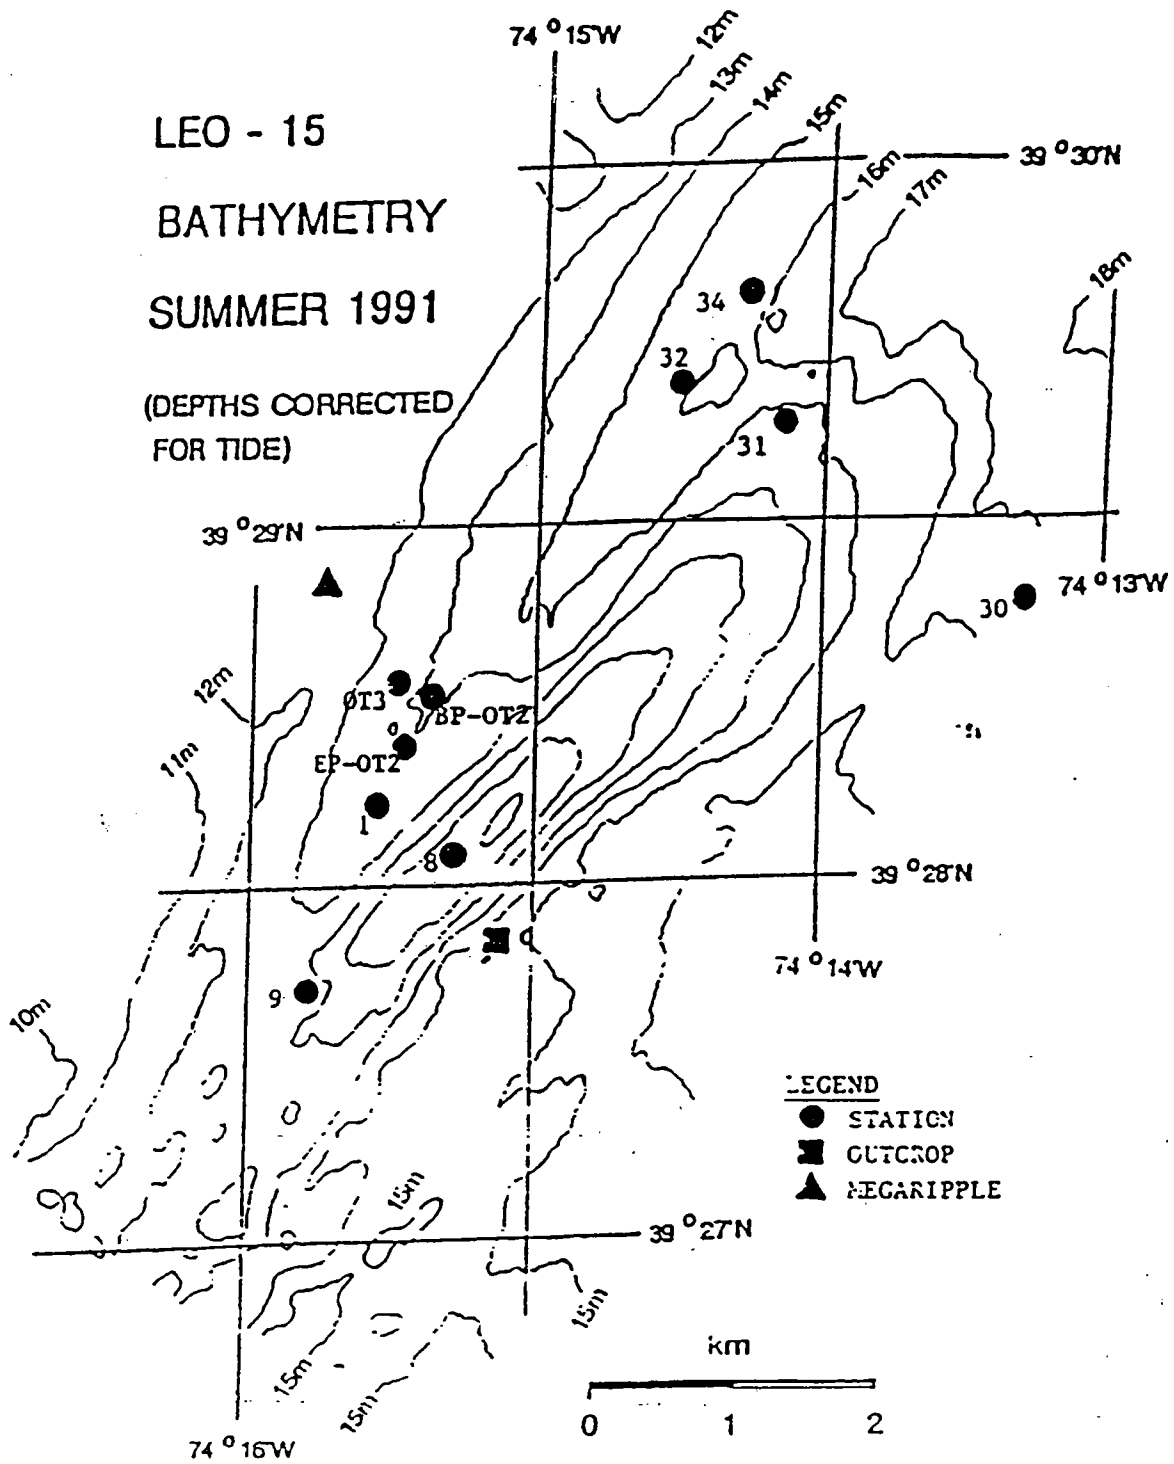 74 °15'W
12m
13m
14m
15m
LEO - 15
39 °30'N
16m
17m
BATHYMETRY
18m
SUMMER 1991
34
32
(DEPTHS CORRECTED
FOR TIDE)
31
39 °29'N
74 °13'W
30
12m
ØT3
BP-OT2
11m
EP-OT2
1
8
39 °28'N
74 °14'W
9
10m
LEGEND
STATION
OUTCROP
MEGARIPPLE
15m
39 °27'N
15m
km
15m
15m
0 1 2
74 °16'W